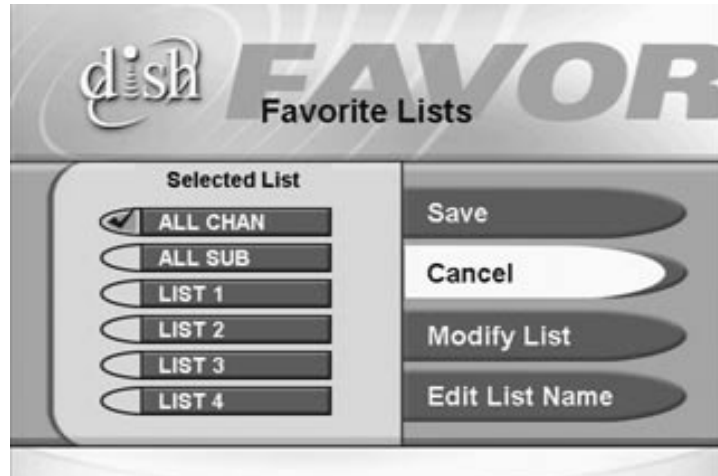 dish
FAVOR
Favorite Lists
Selected List
ALL CHAN
ALL SUB
LIST 1
LIST 2
LIST 3
LIST 4
Save
Cancel
Modify List
Edit List Name